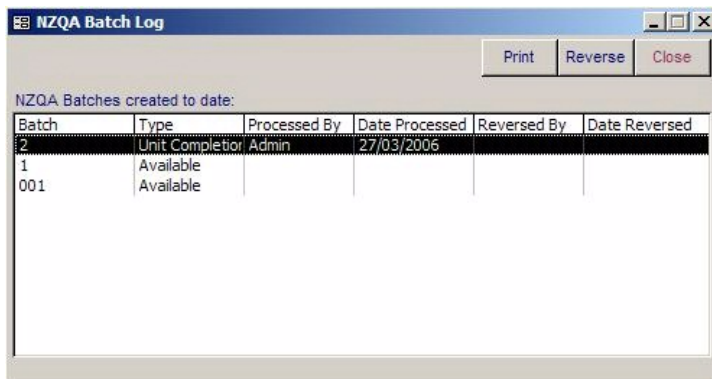 NZQA Batch Log
Print Reverse Close
NZQA Batches created to date:
Batch Type Processed By Date Processed Reversed By Date Reversed
2 Unit Completion Admin 27/03/2006
1 Available
001 Available